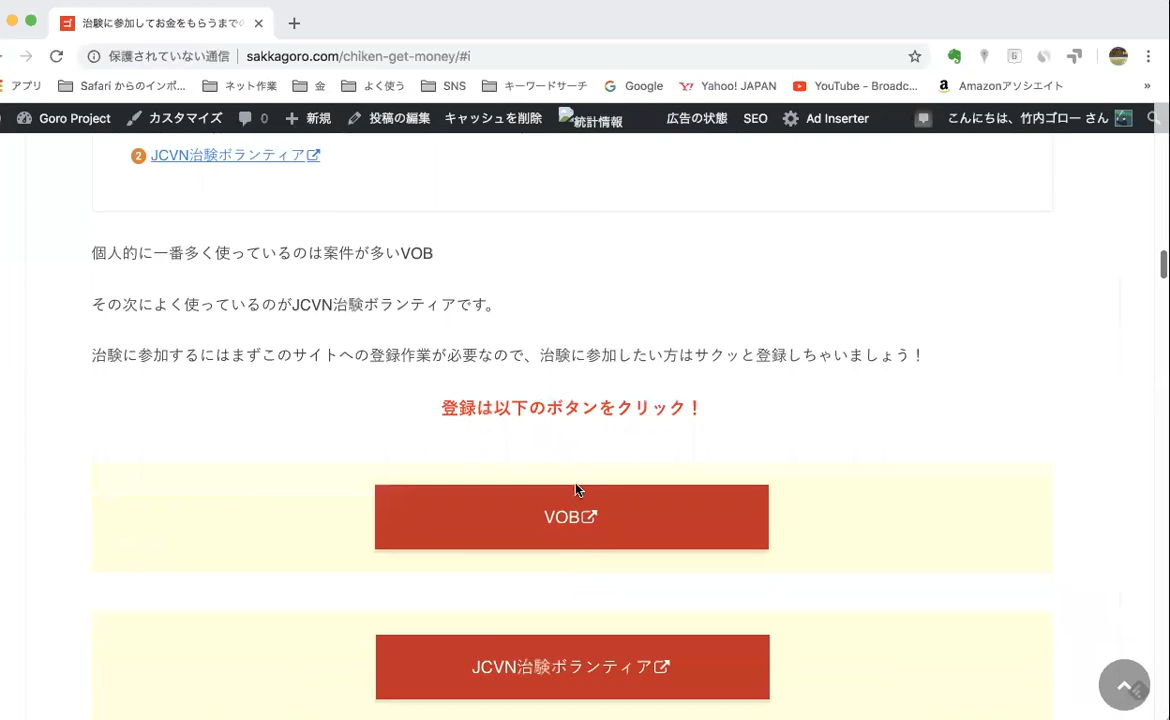 治験に参加してお金をもらうまでの
保護されていない通信 sakkagoro.com/chiken-get-money/#i
アプリ Safari からのインポ... ネット作業 金 よく使う SNS キーワードサーチ Google Yahoo! JAPAN YouTube - Broadc... Amazonアソシエイト »
Goro Project カスタマイズ 0 新規 投稿の編集 キャッシュを削除 統計情報 広告の状態 SEO Ad Inserter こんにちは、竹内ゴロー さん
2 JCVN治験ボランティア
個人的に一番多く使っているのは案件が多いVOB
その次によく使っているのがJCVN治験ボランティアです。
治験に参加するにはまずこのサイトへの登録作業が必要なので、治験に参加したい方はサクッと登録しちゃいましょう！
登録は以下のボタンをクリック！
VOB
JCVN治験ボランティア